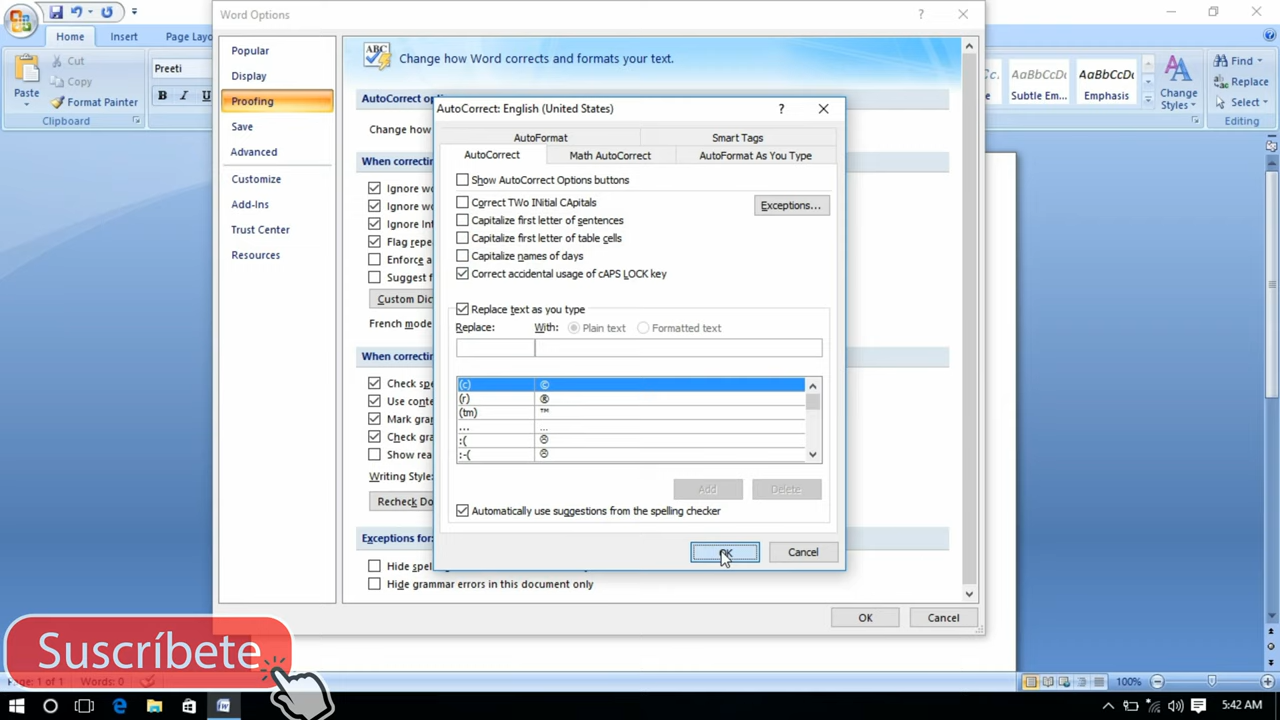 Word Options
?
Home
Insert
Page Layo
Cut
Copy
Paste
Format Painter
Clipboard
Preeti
B I U
AaBbCcDc
AaBbCcDc
Subtle Em...
Emphasis
Change
Styles
Find
Replace
Select
Editing
Popular
Display
Proofing
Save
Advanced
Customize
Add-Ins
Trust Center
Resources
ABC
Change how Word corrects and formats your text.
AutoCorrect opti
Change how
When correctin
Ignore wo
Ignore wo
Ignore Int
Flag repe
Enforce a
Suggest f
Custom Dic
French mode
When correctin
Check spe
Use conte
Mark gra
Check gra
Show rea
Writing Style:
Recheck Do
Exceptions for:
Hide spell
Hide grammar errors in this document only
OK
Cancel
AutoCorrect: English (United States)
?
AutoFormat
Smart Tags
AutoCorrect
Math AutoCorrect
AutoFormat As You Type
Show AutoCorrect Options buttons
Correct TWo INitial CApitals
Exceptions...
Capitalize first letter of sentences
Capitalize first letter of table cells
Capitalize names of days
Correct accidental usage of cAPS LOCK key
Replace text as you type
Replace:
With:
Plain text
Formatted text
(c) ©
(r) ®
(tm) ™
... …
:( ☹
:-( ☹
Add
Delete
Automatically use suggestions from the spelling checker
OK
Cancel
Suscríbete
Page: 1 of 1
Words: 0
100%
5:42 AM